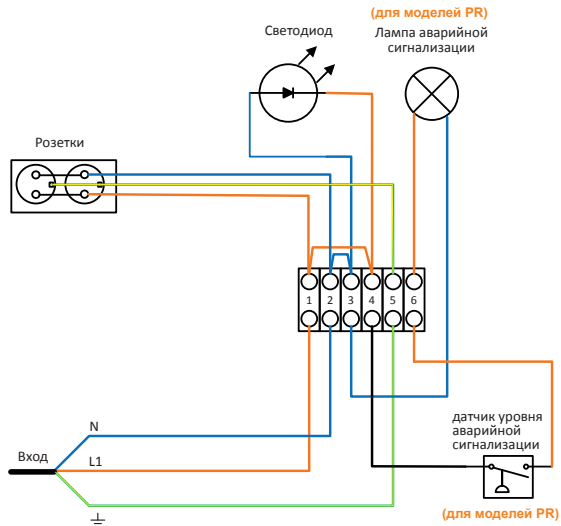 (для моделей PR)
Светодиод
Лампа аварийной
сигнализации
Розетки
1 2 3 4 5 6
N
датчик уровня
аварийной
сигнализации
Вход
L1
(для моделей PR)